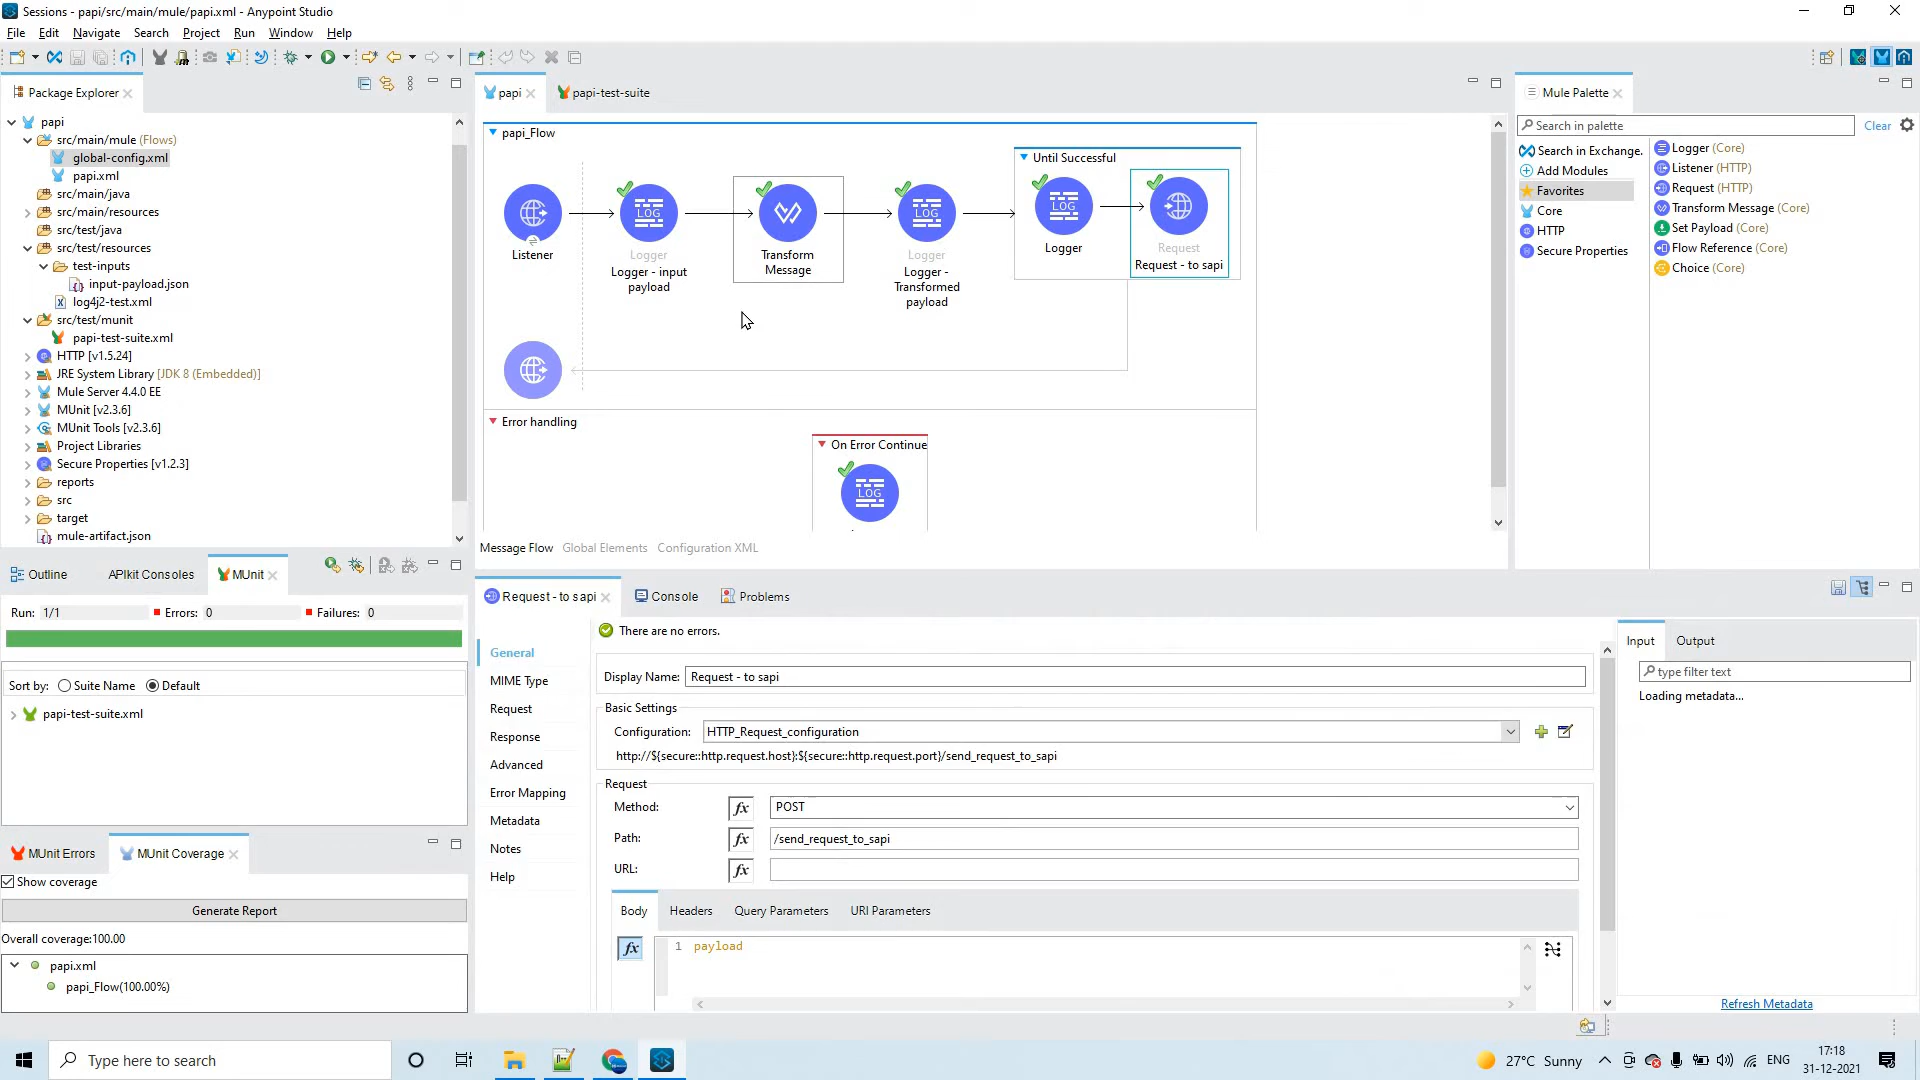 Sessions - papi/src/main/mule/papi.xml - Anypoint Studio
File Edit Navigate Search Project Run Window Help
Package Explorer
papi
src/main/mule (Flows)
global-config.xml
papi.xml
src/main/java
src/main/resources
src/test/java
src/test/resources
test-inputs
input-payload.json
log4j2-test.xml
src/test/munit
papi-test-suite.xml
HTTP [v1.5.24]
JRE System Library [JDK 8 (Embedded)]
Mule Server 4.4.0 EE
MUnit [v2.3.6]
MUnit Tools [v2.3.6]
Project Libraries
Secure Properties [v1.2.3]
reports
src
target
mule-artifact.json
papi
papi-test-suite
papi_Flow
Until Successful
Listener
LOG
Logger
Logger - input
payload
Transform
Message
LOG
Logger
Logger -
Transformed
payload
LOG
Logger
Request
Request - to sapi
Error handling
On Error Continue
LOG
Message Flow Global Elements Configuration XML
Mule Palette
Search in palette
Clear
Search in Exchange.
Add Modules
Favorites
Core
HTTP
Secure Properties
Logger (Core)
Listener (HTTP)
Request (HTTP)
Transform Message (Core)
Set Payload (Core)
Flow Reference (Core)
Choice (Core)
Outline APIkit Consoles MUnit
Run: 1/1 Errors: 0 Failures: 0
Sort by: Suite Name Default
papi-test-suite.xml
MUnit Errors MUnit Coverage
Show coverage
Generate Report
Overall coverage:100.00
papi.xml
papi_Flow(100.00%)
Request - to sapi Console Problems
There are no errors.
General
MIME Type
Request
Response
Advanced
Error Mapping
Metadata
Notes
Help
Display Name: Request - to sapi
Basic Settings
Configuration: HTTP_Request_configuration
http://${secure::http.request.host}:${secure::http.request.port}/send_request_to_sapi
Request
Method: fx POST
Path: fx /send_request_to_sapi
URL: fx
Body Headers Query Parameters URI Parameters
fx 1 payload
Input Output
type filter text
Loading metadata...
Refresh Metadata
Type here to search
27°C Sunny
ENG
17:18
31-12-2021